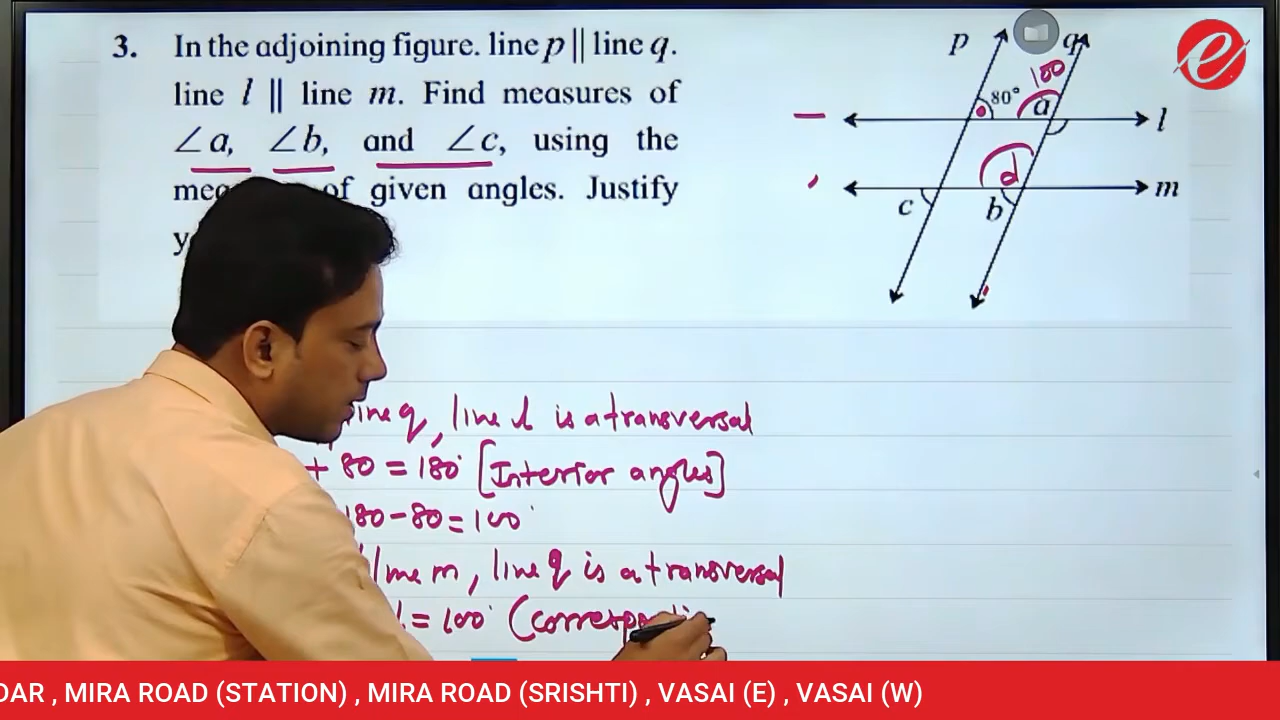 3. In the adjoining figure. line p || line q.
line l || line m. Find measures of
∠a, ∠b, and ∠c, using the
of given angles. Justify
p
q
100
80°
a
l
d
m
c
b
line q, line l is a transversal
+ 80 = 180° [Interior angles]
180-80=100°
line m, line q is a transversal
= 100° (
e
MIRA ROAD (STATION) , MIRA ROAD (SRISHTI) , VASAI (E) , VASAI (W)